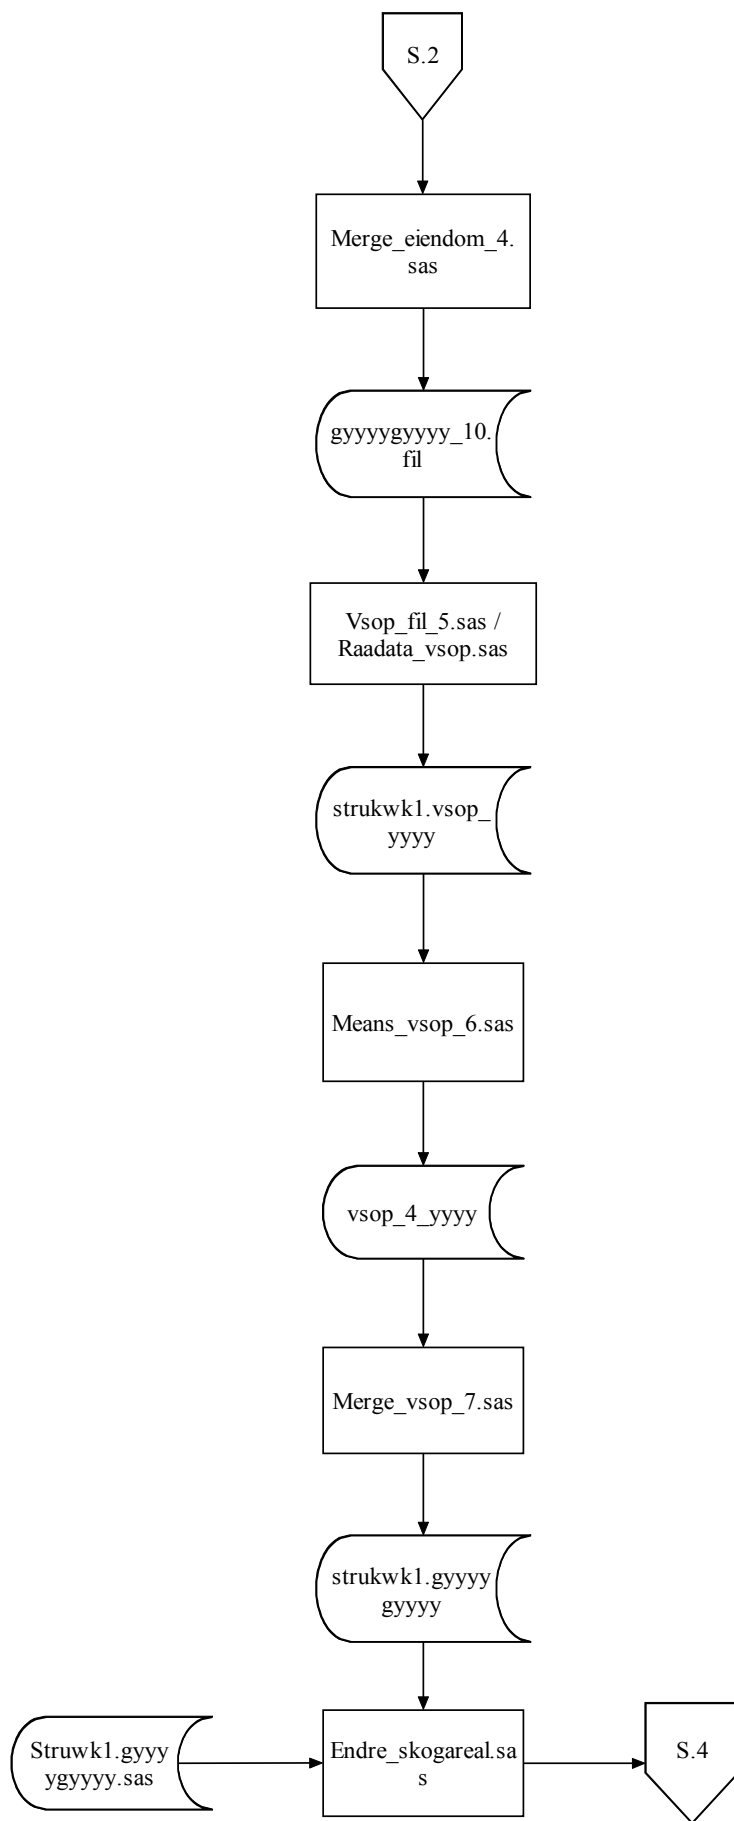 S.2
Merge_eiendom_4.
sas
gyyyygyyyy_10.
fil
Vsop_fil_5.sas /
Raadata_vsop.sas
strukwk1.vsop_
yyyy
Means_vsop_6.sas
vsop_4_yyyy
Merge_vsop_7.sas
strukwk1.gyyyy
gyyyy
Struwk1.gyyy
ygyyyy.sas
Endre_skogareal.sa
s
S.4